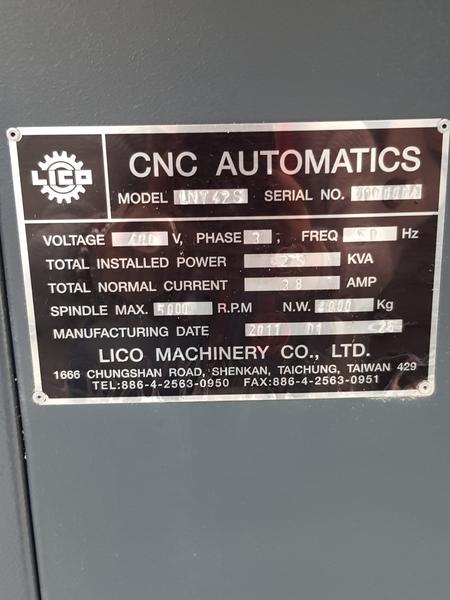 LICO
CNC AUTOMATICS
MODEL LNT42S SERIAL NO.
VOLTAGE 400 V, PHASE 3 ; FREQ 50 Hz
TOTAL INSTALLED POWER 25 KVA
TOTAL NORMAL CURRENT 38 AMP
SPINDLE MAX. 5000 R.P.M N.W. 4000 Kg
MANUFACTURING DATE 2011 01
LICO MACHINERY CO., LTD.
1666 CHUNGSHAN ROAD, SHENKAN, TAICHUNG, TAIWAN 429
TEL:886-4-2563-0950 FAX:886-4-2563-0951